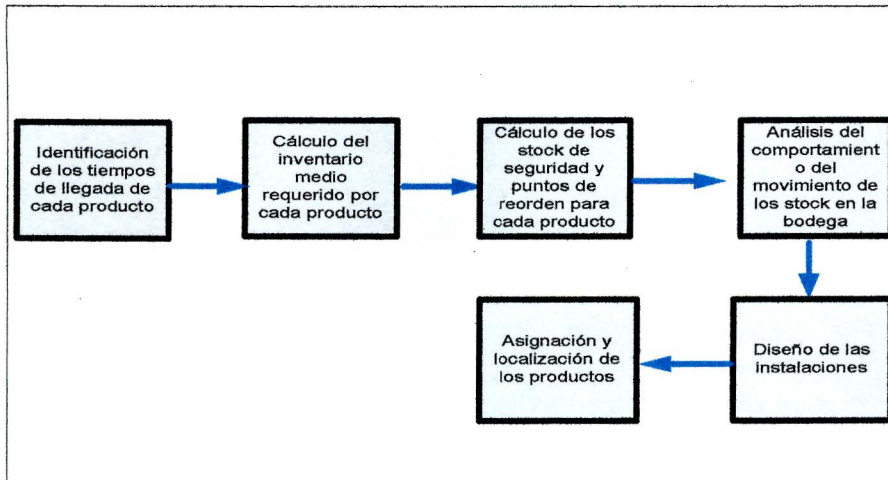 Identificación
de los tiempos
de llegada de
cada producto
Cálculo del
inventario
medio
requerido por
cada producto
Cálculo de los
stock de
seguridad y
puntos de
reorden para
cada producto
Análisis del
comportamient
o del
movimiento de
los stock en la
bodega
Diseño de las
instalaciones
Asignación y
localización de
los productos